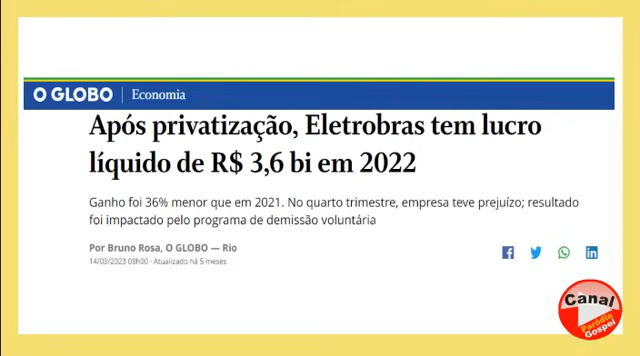 O GLOBO | Economia
Após privatização, Eletrobras tem lucro
líquido de R$ 3,6 bi em 2022
Ganho foi 36% menor que em 2021. No quarto trimestre, empresa teve prejuízo; resultado
foi impactado pelo programa de demissão voluntária
Por Bruno Rosa, O GLOBO — Rio
14/03/2023 08h00 · Atualizado há 5 meses
Canal
Paródia
Gospel